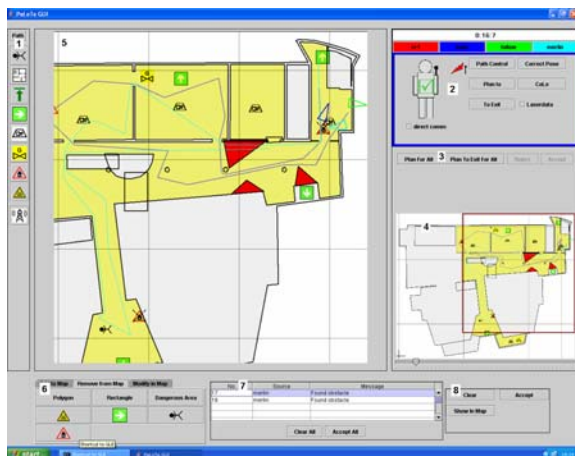 PeLoTe GUI
Path
1
5
0:16:7
2
Path Control
Correct Pose
Plan to
CoLo
To Exit
Laserdata
direct comm
Plan For All
3
Plan To Exit For All
Accept
4
6
Remove from Map
Modify in Map
Polygon
Rectangle
Dangerous Area
7
No.
Source
Message
17
merlin
Found obstacle
18
merlin
Found obstacle
Clear All
Accept All
8
Clear
Accept
Show In Map
start